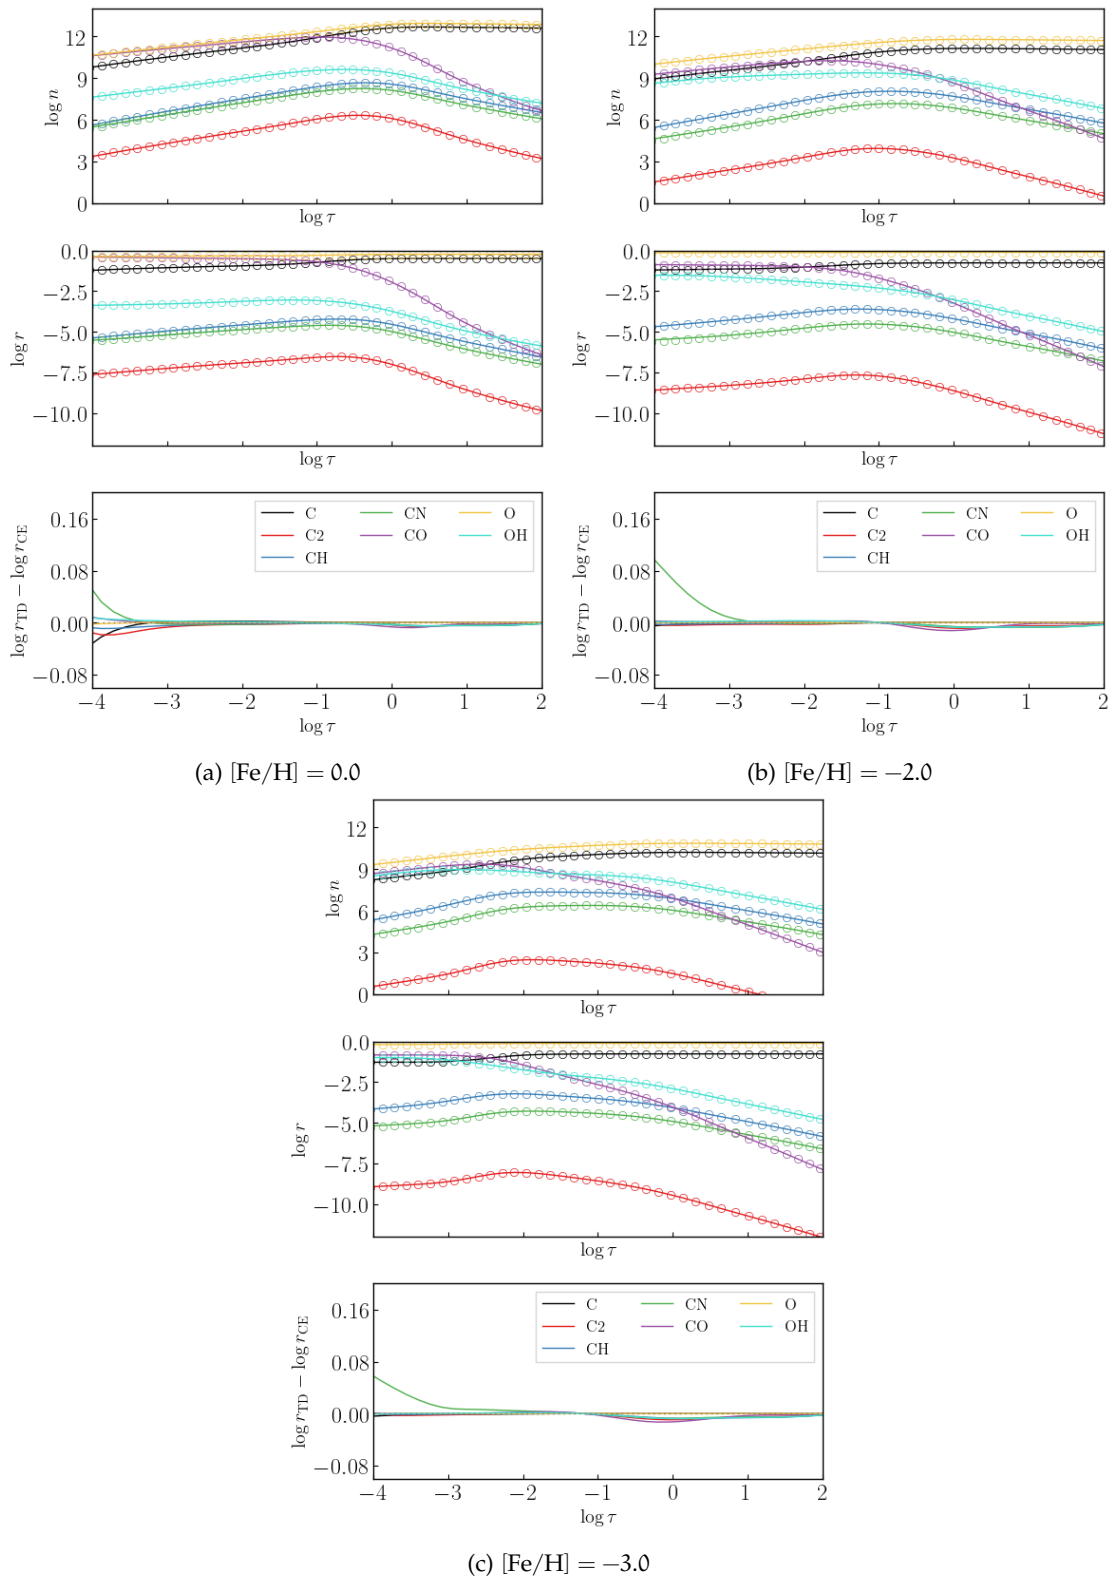 12
9
6
3
0
log n
log τ
12
9
6
3
0
log n
log τ
0.0
−2.5
−5.0
−7.5
−10.0
log r
log τ
0.0
−2.5
−5.0
−7.5
−10.0
log r
log τ
0.16
0.08
0.00
−0.08
log r_TD − log r_CE
C CN O
C2 CO OH
CH
−4 −3 −2 −1 0 1 2
log τ
0.16
0.08
0.00
−0.08
log r_TD − log r_CE
C CN O
C2 CO OH
CH
−4 −3 −2 −1 0 1 2
log τ
(a) [Fe/H] = 0.0
(b) [Fe/H] = −2.0
12
9
6
3
0
log n
log τ
0.0
−2.5
−5.0
−7.5
−10.0
log r
log τ
0.16
0.08
0.00
−0.08
log r_TD − log r_CE
C CN O
C2 CO OH
CH
−4 −3 −2 −1 0 1 2
log τ
(c) [Fe/H] = −3.0